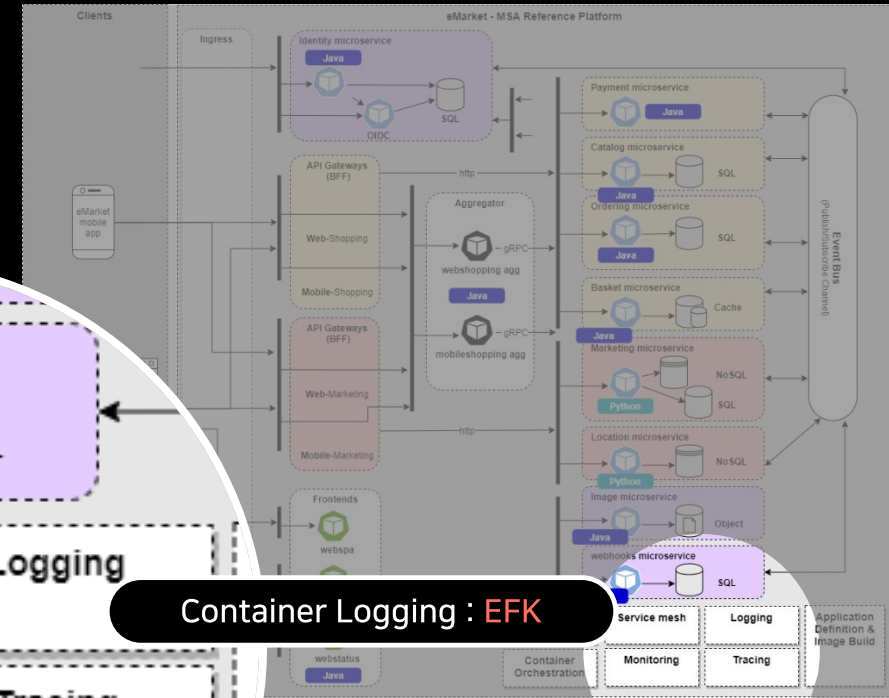 Clients
eMarket - MSA Reference Platform
Ingress
Identity microservice
Java
OIDC
SQL
API Gateways
(BFF)
Web-Shopping
Mobile-Shopping
API Gateways
(BFF)
Web-Marketing
Mobile-Marketing
eMarket
mobile
app
http
http
Aggregator
gRPC
webshopping agg
Java
gRPC
mobileshopping agg
Payment microservice
Java
Catalog microservice
SQL
Java
Ordering microservice
SQL
Java
Basket microservice
Cache
Java
Marketing microservice
NoSQL
Python
SQL
Location microservice
NoSQL
Python
Image microservice
Object
Java
webhooks microservice
SQL
Event Bus
(Publish/Subscribe Channel)
Frontends
webspa
webstatus
Java
Logging
Container Logging : EFK
Service mesh
Logging
Monitoring
Tracing
Container
Orchestration
Application
Definition &
Image Build
Tracing